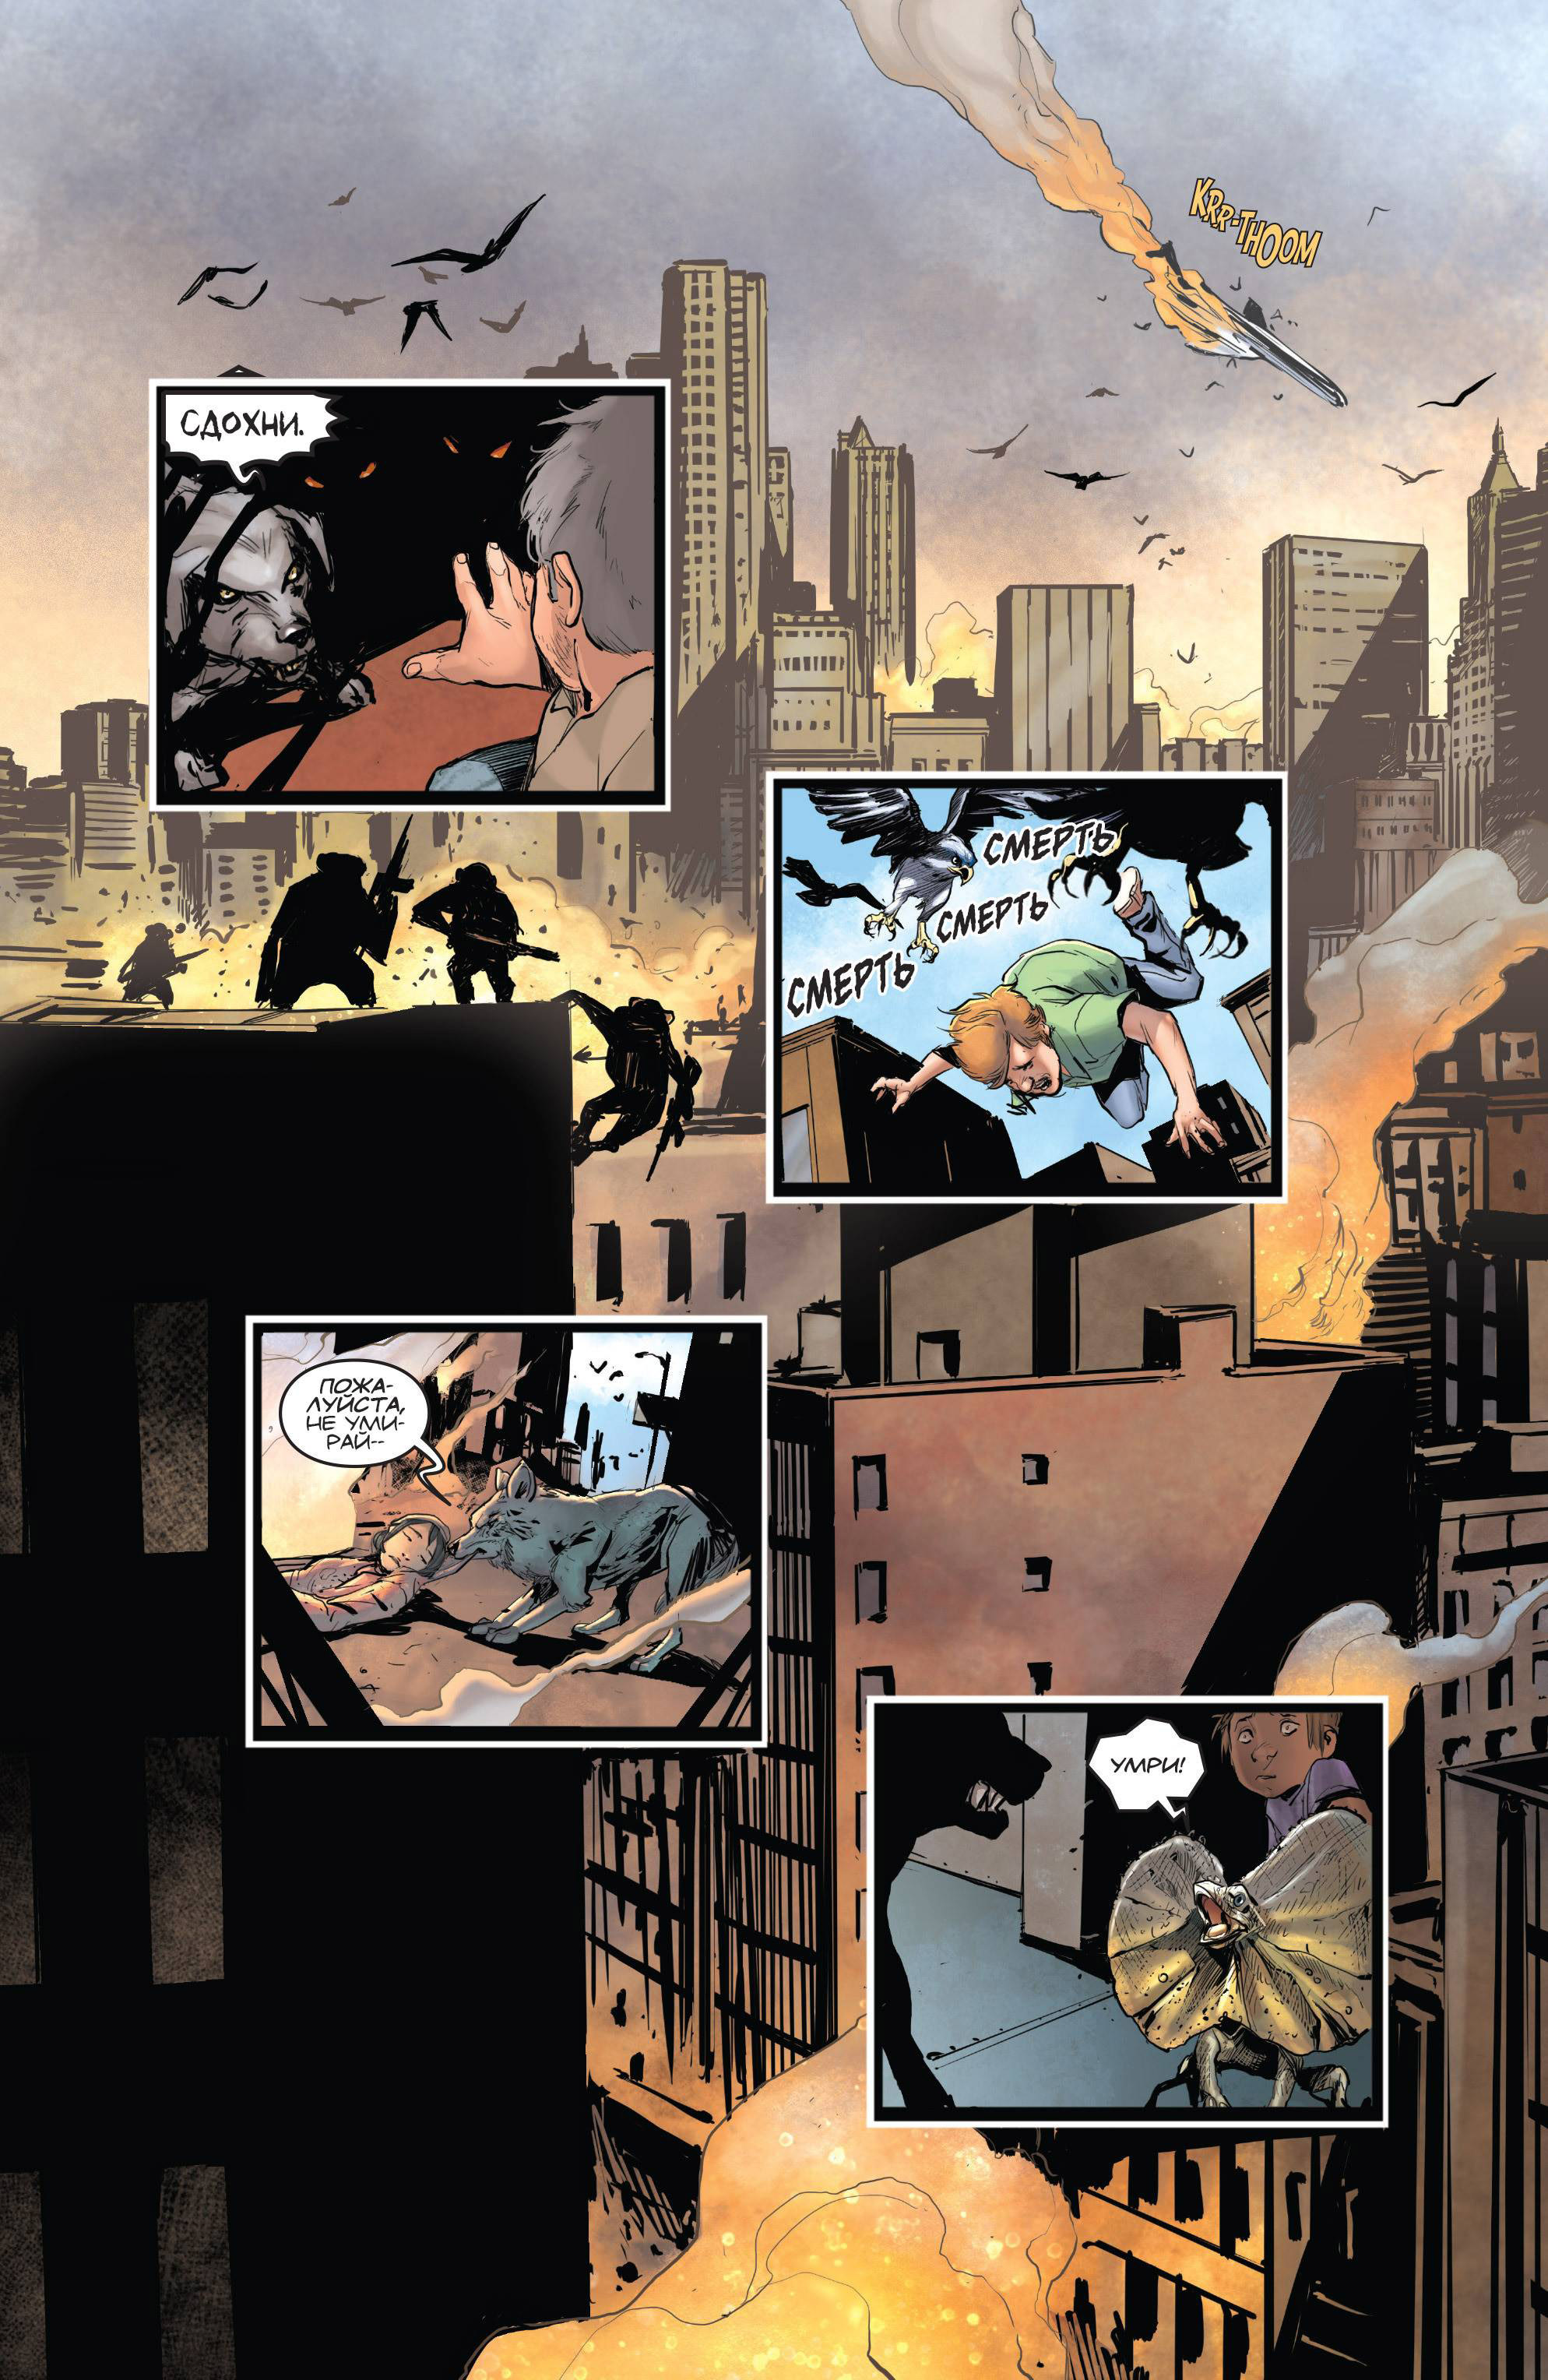 KRR-THOOM
СДОХНИ.
СМЕРТЬ
СМЕРТЬ
СМЕРТЬ
ПОЖА-
ЛУЙСТА,
НЕ УМИ-
РАЙ--
УМРИ!